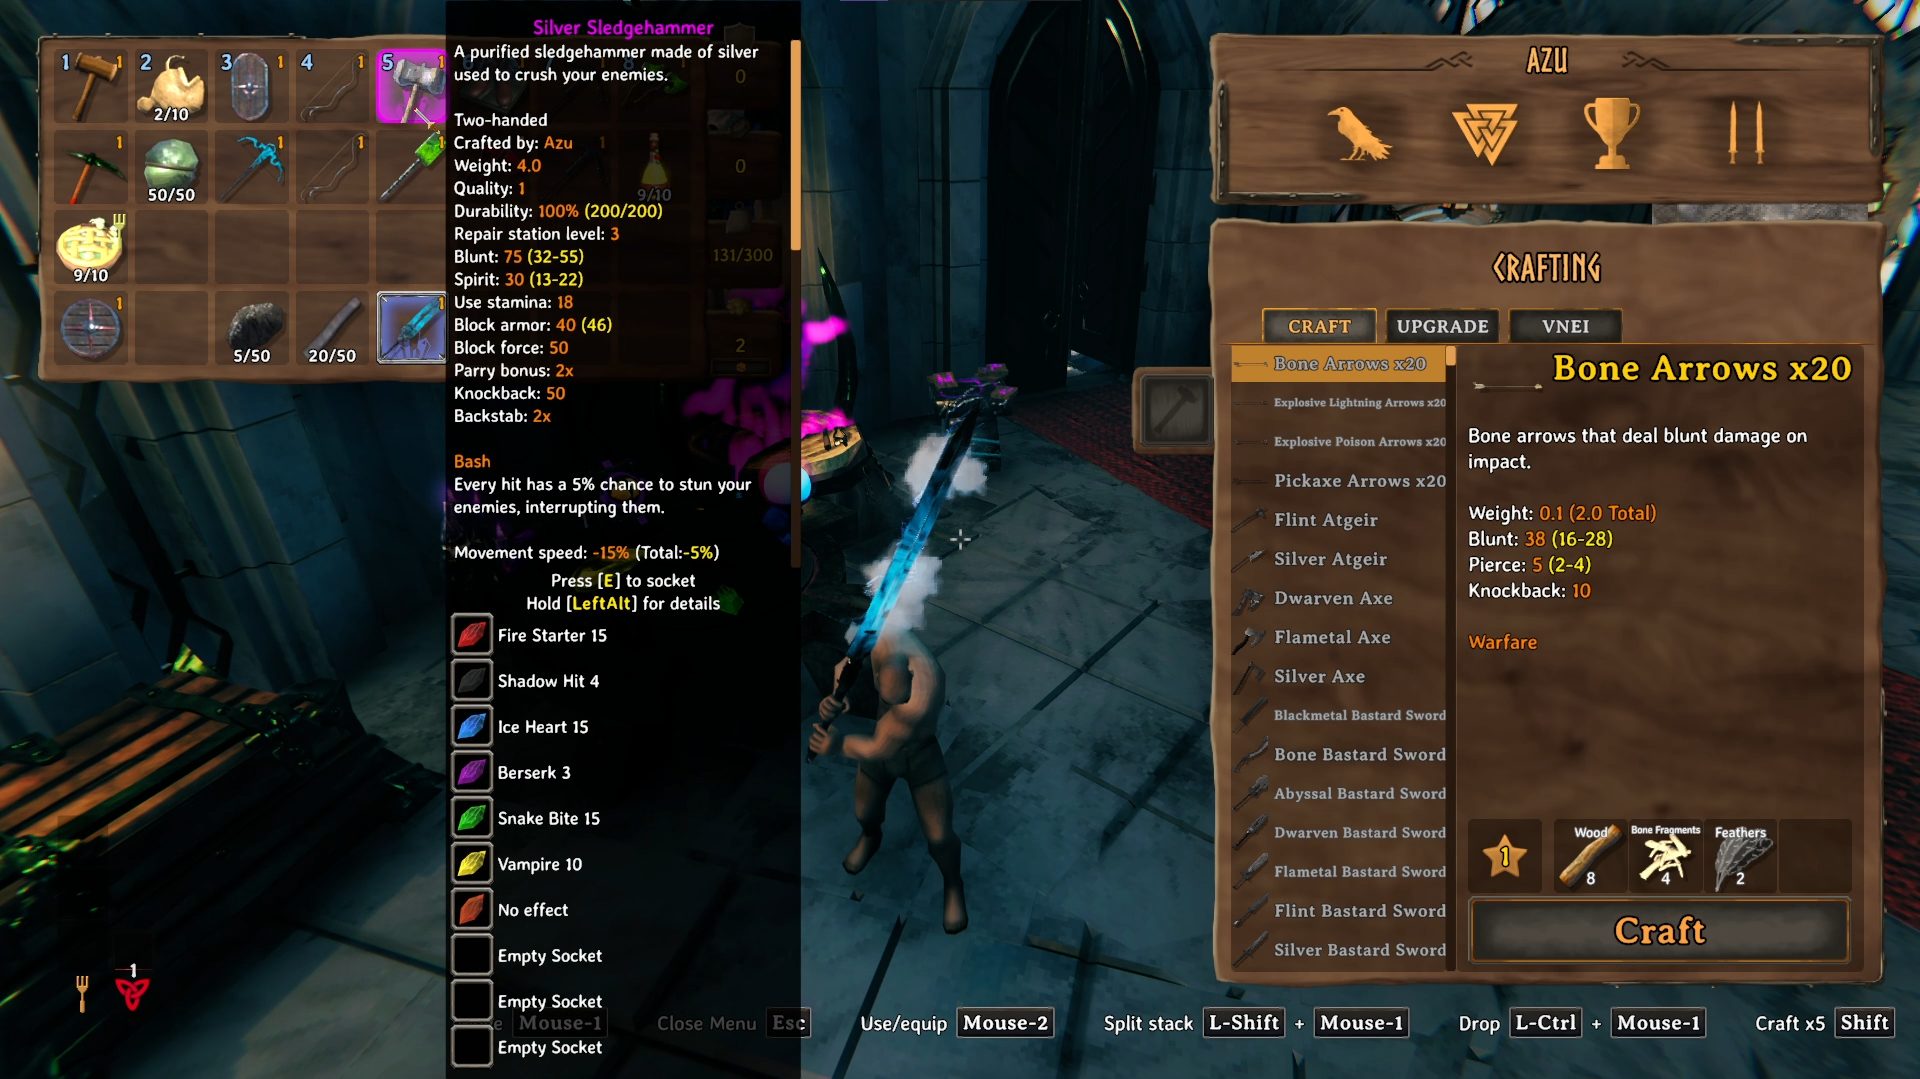 Silver Sledgehammer
A purified sledgehammer made of silver
used to crush your enemies.
Two-handed
Crafted by: Azu
Weight: 4.0
Quality: 1
Durability: 100% (200/200)
Repair station level: 3
Blunt: 75 (32-55)
Spirit: 30 (13-22)
Use stamina: 18
Block armor: 40 (46)
Block force: 50
Parry bonus: 2x
Knockback: 50
Backstab: 2x
Bash
Every hit has a 5% chance to stun your
enemies, interrupting them.
Movement speed: -15% (Total:-5%)
Press [E] to socket
Hold [LeftAlt] for details
Fire Starter 15
Shadow Hit 4
Ice Heart 15
Berserk 3
Snake Bite 15
Vampire 10
No effect
Empty Socket
Empty Socket
Empty Socket
1 1
2 2/10
3 1
4 1
5 1
1
50/50
1
1
1
9/10
9/10
1
5/50
20/50
1
0
0
131/300
2
1
AZU
CRAFTING
CRAFT
UPGRADE
VNEI
Bone Arrows x20
Explosive Lightning Arrows x20
Explosive Poison Arrows x20
Pickaxe Arrows x20
Flint Atgeir
Silver Atgeir
Dwarven Axe
Flametal Axe
Silver Axe
Blackmetal Bastard Sword
Bone Bastard Sword
Abyssal Bastard Sword
Dwarven Bastard Sword
Flametal Bastard Sword
Flint Bastard Sword
Silver Bastard Sword
Bone Arrows x20
Bone arrows that deal blunt damage on
impact.
Weight: 0.1 (2.0 Total)
Blunt: 38 (16-28)
Pierce: 5 (2-4)
Knockback: 10
Warfare
1
Wood 8
Bone Fragments 4
Feathers 2
Craft
Mouse-1
Close Menu Esc
Use/equip Mouse-2
Split stack L-Shift + Mouse-1
Drop L-Ctrl + Mouse-1
Craft x5 Shift